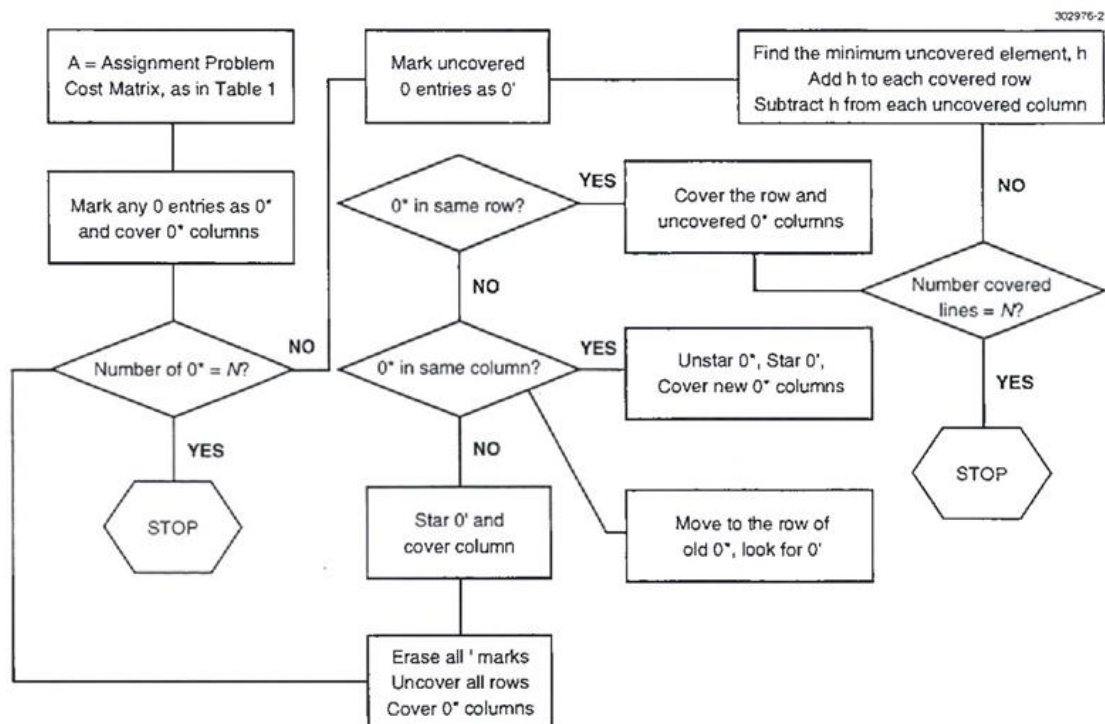 302976-2
A = Assignment Problem
Cost Matrix, as in Table 1
Mark uncovered
0 entries as 0'
Find the minimum uncovered element, h
Add h to each covered row
Subtract h from each uncovered column
Mark any 0 entries as 0*
and cover 0* columns
0* in same row?
YES
Cover the row and
uncovered 0* columns
NO
NO
Number covered
lines = N?
YES
STOP
Number of 0* = N?
NO
YES
STOP
0* in same column?
YES
Unstar 0*, Star 0',
Cover new 0* columns
NO
Star 0' and
cover column
Move to the row of
old 0*, look for 0'
Erase all ' marks
Uncover all rows
Cover 0* columns